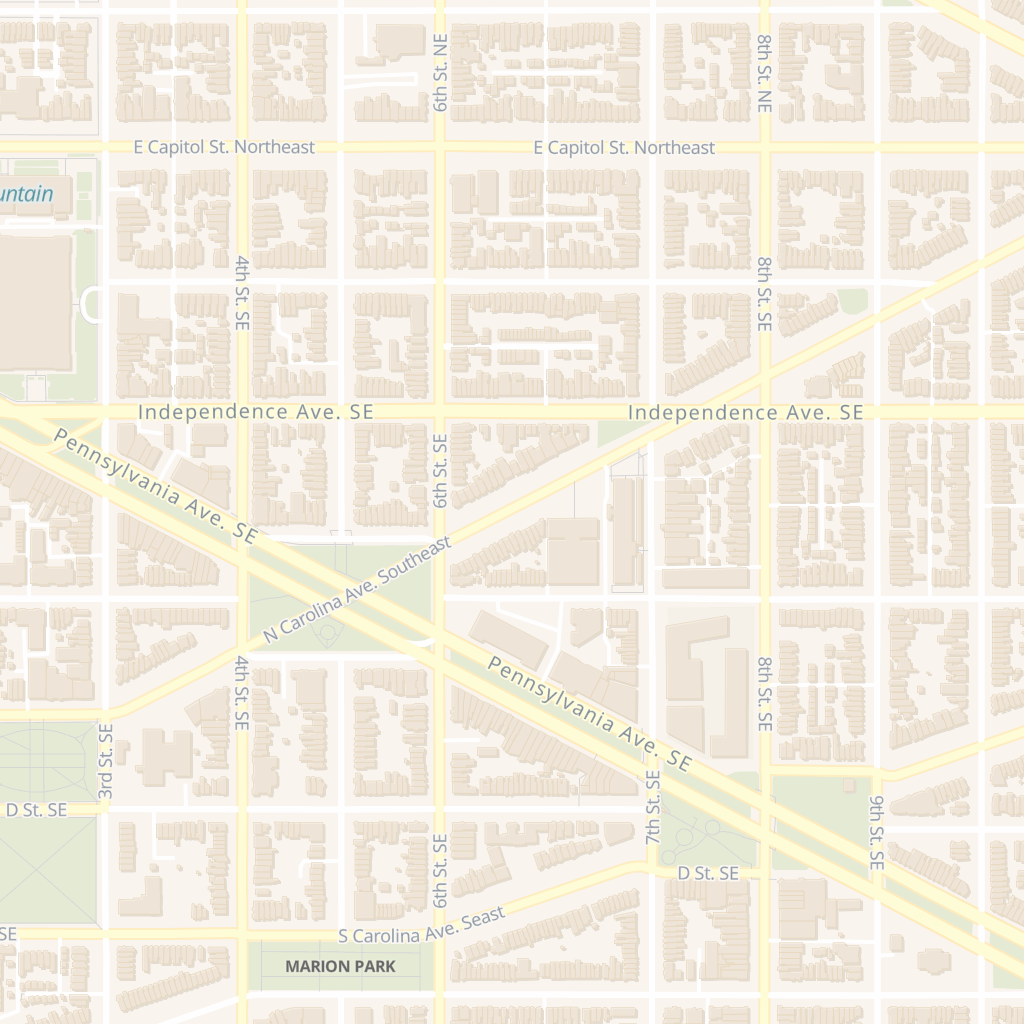 6th St. NE
8th St. NE
E Capitol St. Northeast
E Capitol St. Northeast
untain
4th St. SE
8th St. SE
Independence Ave. SE
Independence Ave. SE
Pennsylvania Ave. SE
6th St. SE
N Carolina Ave. Southeast
4th St. SE
Pennsylvania Ave. SE
8th St. SE
3rd St. SE
7th St. SE
D St. SE
9th St. SE
6th St. SE
D St. SE
S Carolina Ave. Seast
SE
MARION PARK